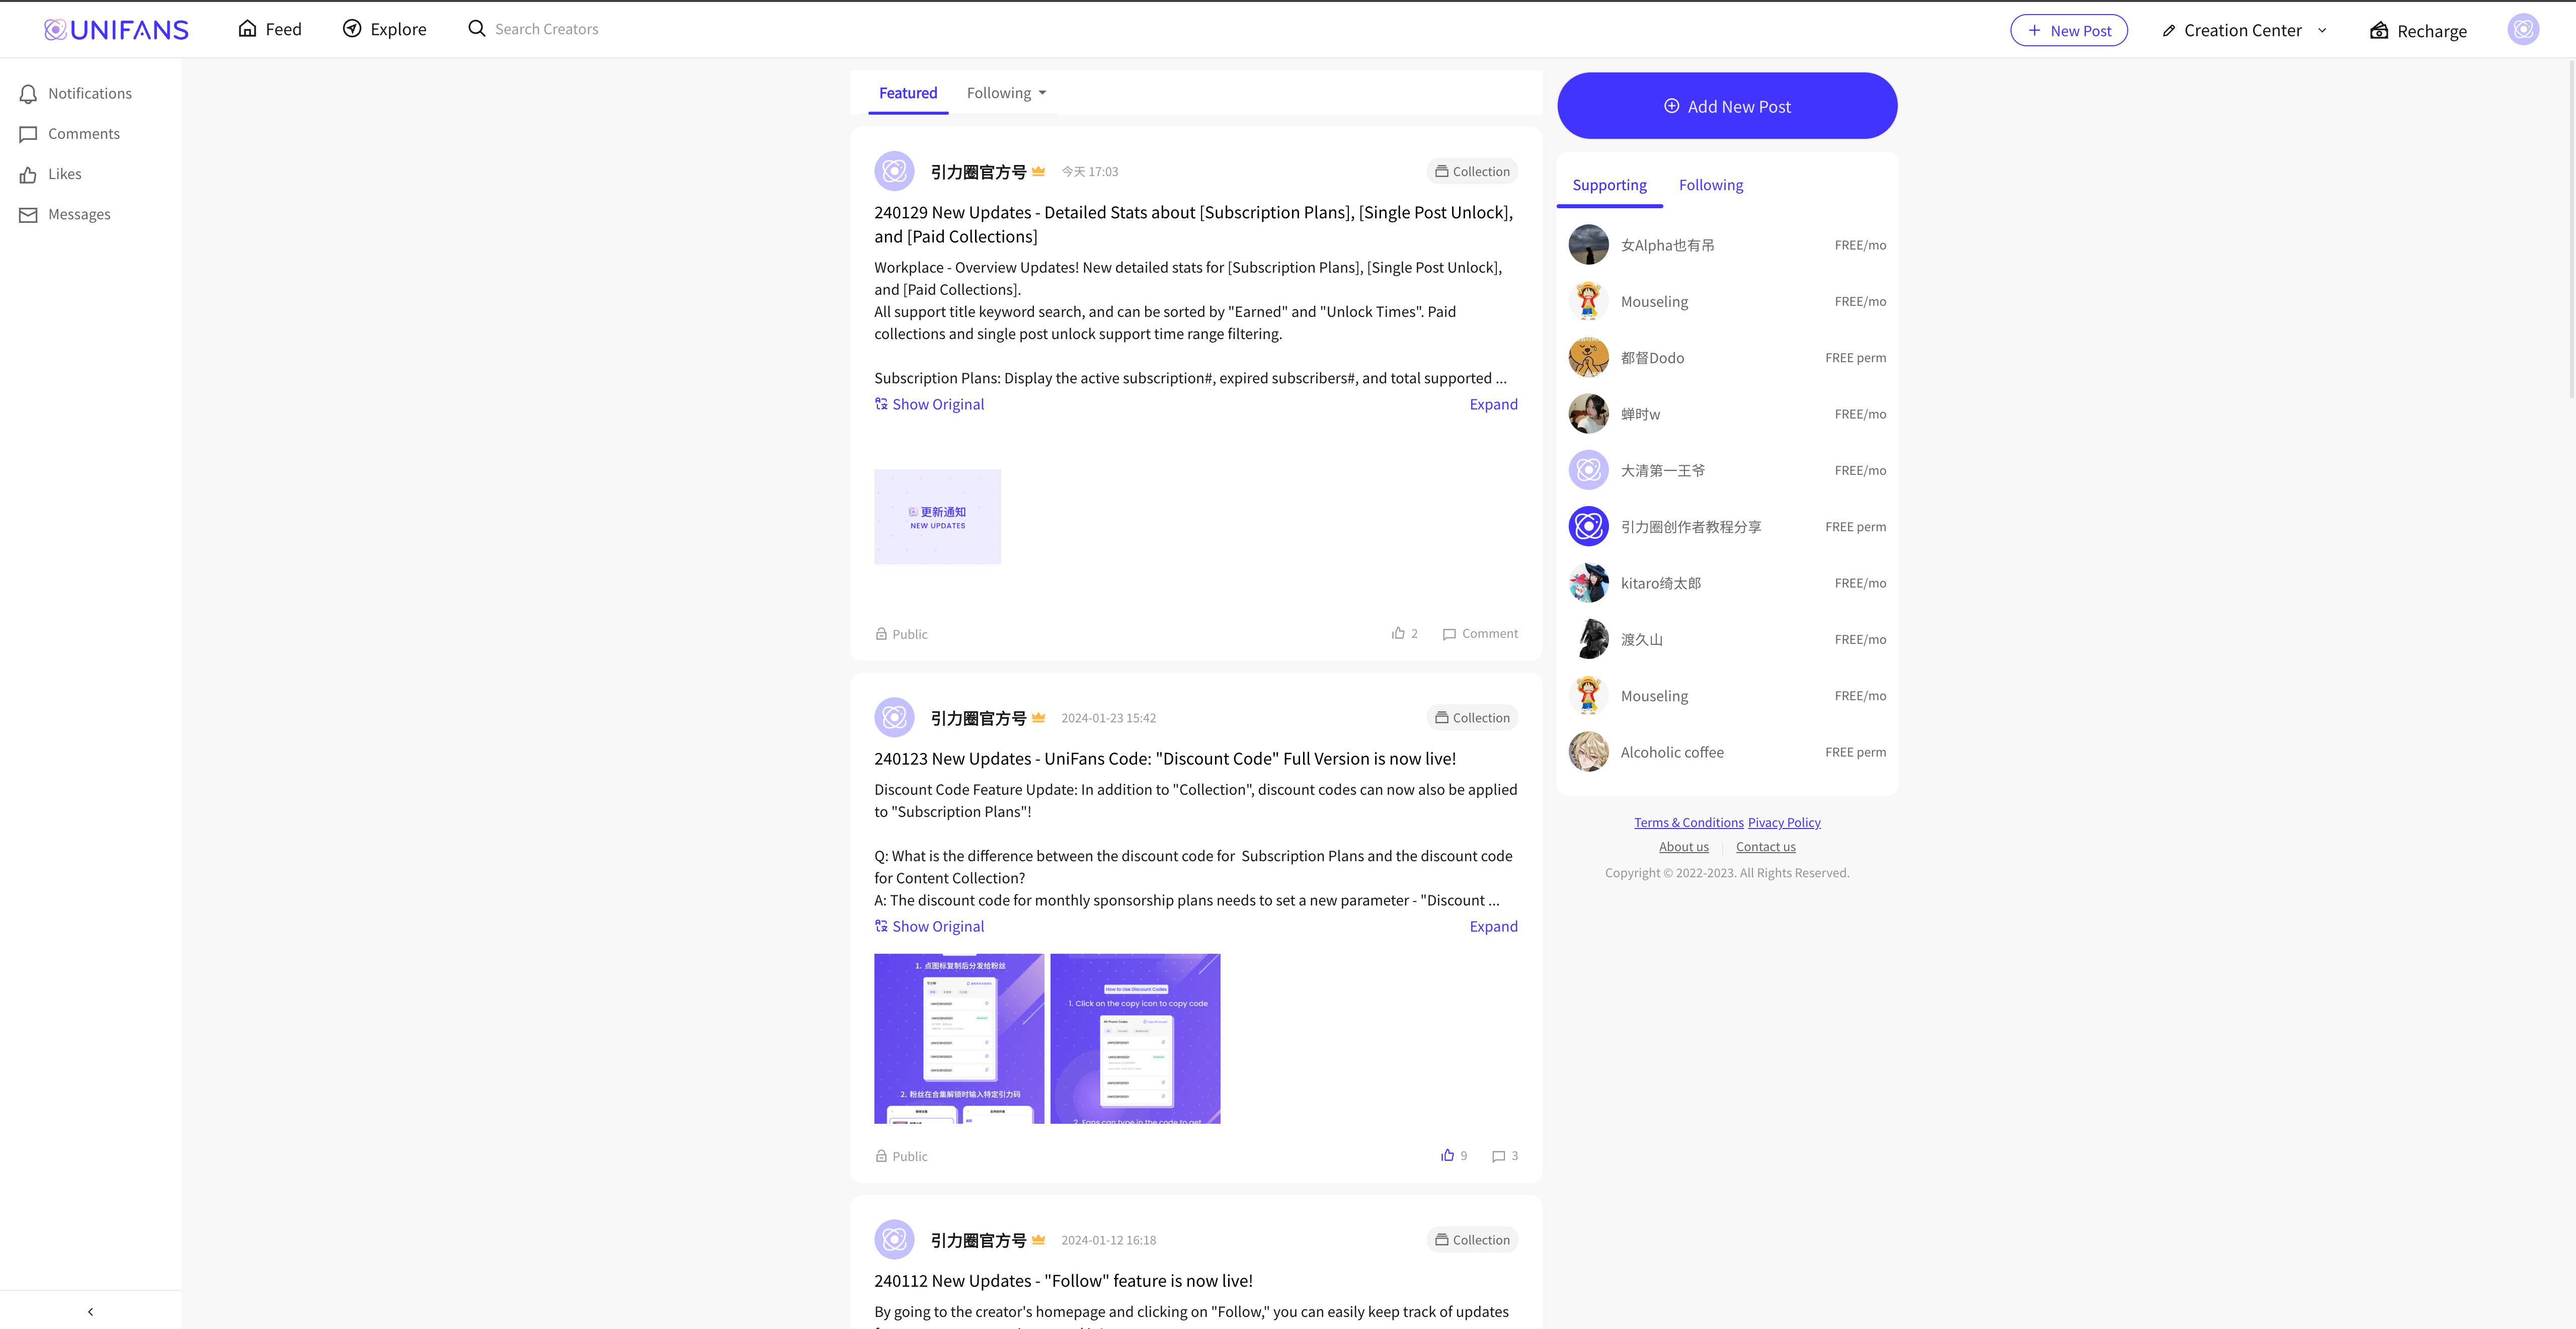 UNIFANS
Feed
Explore
Search Creators
New Post
Creation Center
Recharge
Notifications
Comments
Likes
Messages
Featured
Following
引力圈官方号
今天 17:03
Collection
240129 New Updates - Detailed Stats about [Subscription Plans], [Single Post Unlock],
and [Paid Collections]
Workplace - Overview Updates! New detailed stats for [Subscription Plans], [Single Post Unlock],
and [Paid Collections].
All support title keyword search, and can be sorted by "Earned" and "Unlock Times". Paid
collections and single post unlock support time range filtering.
Subscription Plans: Display the active subscription#, expired subscribers#, and total supported ...
Show Original
Expand
更新通知
NEW UPDATES
Public
2
Comment
引力圈官方号
2024-01-23 15:42
Collection
240123 New Updates - UniFans Code: "Discount Code" Full Version is now live!
Discount Code Feature Update: In addition to "Collection", discount codes can now also be applied
to "Subscription Plans"!
Q: What is the difference between the discount code for  Subscription Plans and the discount code
for Content Collection?
A: The discount code for monthly sponsorship plans needs to set a new parameter - "Discount ...
Show Original
Expand
1. 点图标复制后分发给粉丝
2. 粉丝在合集解锁时输入特定引力码
How to Use Discount Codes
1. Click on the copy icon to copy code
2. Fans can type in the code to get
Public
9
3
引力圈官方号
2024-01-12 16:18
Collection
240112 New Updates - "Follow" feature is now live!
By going to the creator's homepage and clicking on "Follow," you can easily keep track of updates
Add New Post
Supporting
Following
女Alpha也有吊
FREE/mo
Mouseling
FREE/mo
都督Dodo
FREE perm
蝉时w
FREE/mo
大清第一王爷
FREE/mo
引力圈创作者教程分享
FREE perm
kitaro绮太郎
FREE/mo
渡久山
FREE/mo
Mouseling
FREE/mo
Alcoholic coffee
FREE perm
Terms & Conditions Pivacy Policy
About us
Contact us
Copyright © 2022-2023. All Rights Reserved.